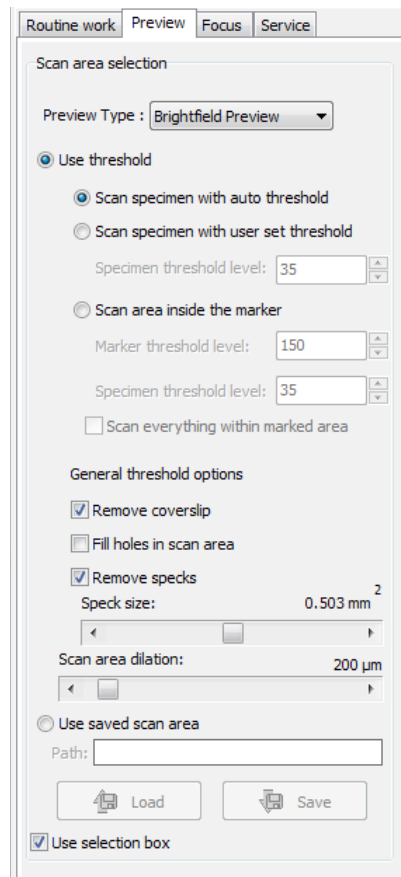 Routine work Preview Focus Service
Scan area selection
Preview Type : Brightfield Preview
Use threshold
Scan specimen with auto threshold
Scan specimen with user set threshold
Specimen threshold level: 35
Scan area inside the marker
Marker threshold level: 150
Specimen threshold level: 35
Scan everything within marked area
General threshold options
Remove coverslip
Fill holes in scan area
Remove specks
Speck size: 0.503 mm 2
Scan area dilation: 200 µm
Use saved scan area
Path:
Load Save
Use selection box